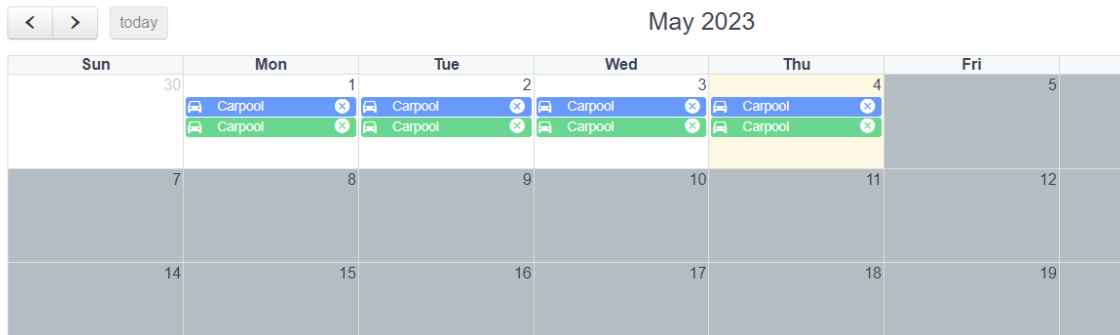 today May 2023
Sun Mon Tue Wed Thu Fri
30 1 2 3 4 5
Carpool Carpool Carpool Carpool
Carpool Carpool Carpool Carpool
7 8 9 10 11 12
14 15 16 17 18 19